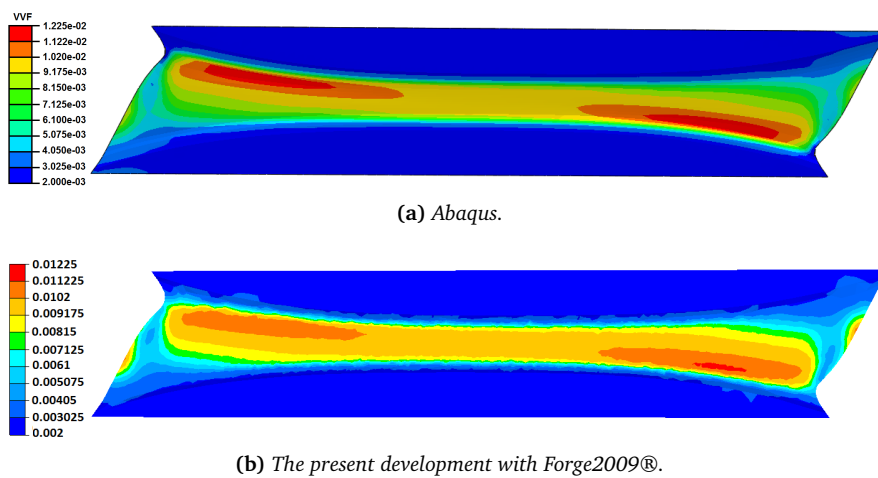 VVF
1.225e-02
1.122e-02
1.020e-02
9.175e-03
8.150e-03
7.125e-03
6.100e-03
5.075e-03
4.050e-03
3.025e-03
2.000e-03
(a) Abaqus.
0.01225
0.011225
0.0102
0.009175
0.00815
0.007125
0.0061
0.005075
0.00405
0.003025
0.002
(b) The present development with Forge2009®.